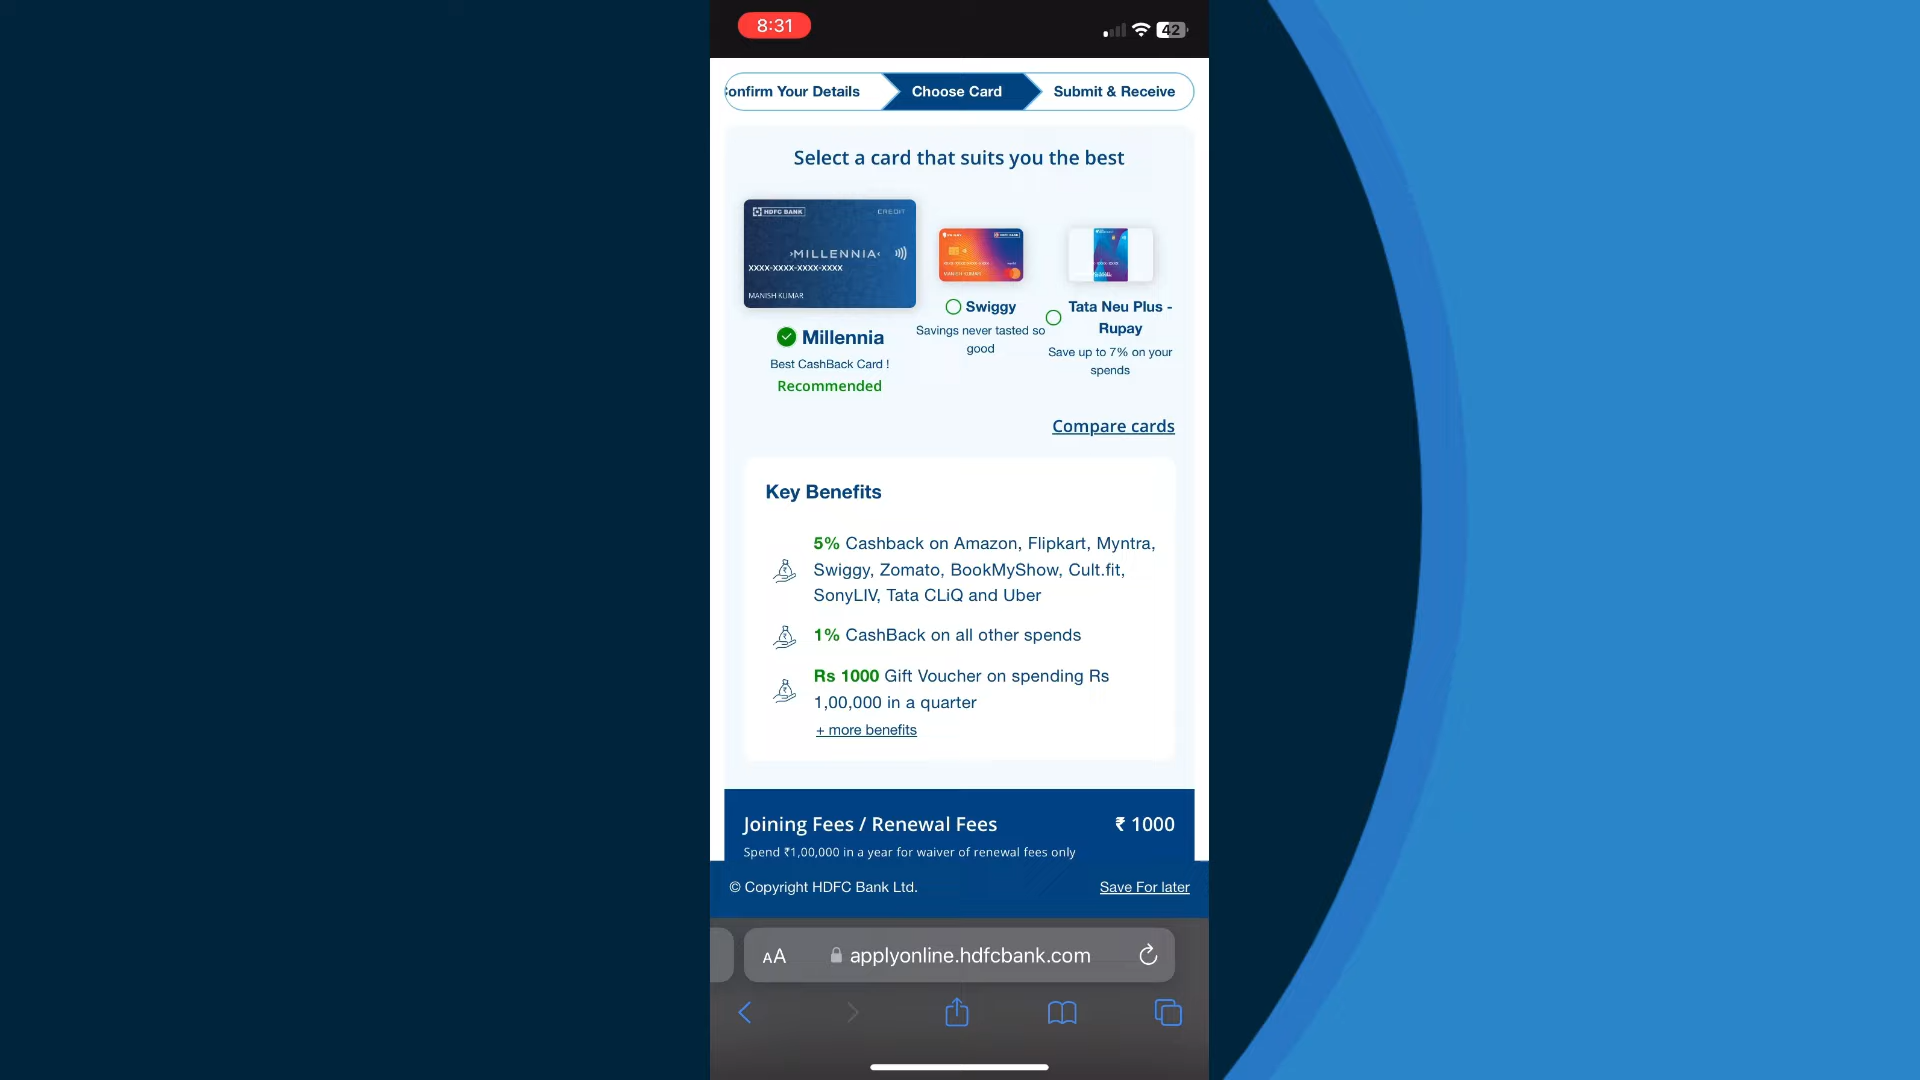 8:31
42
onfirm Your Details
Choose Card
Submit & Receive
Select a card that suits you the best
HDFC BANK
CREDIT
MILLENNIA
XXXX-XXXX-XXXX-XXXX
MANISH KUMAR
Millennia
Best CashBack Card !
Recommended
Swiggy
Savings never tasted so
good
Tata Neu Plus -
Rupay
Save up to 7% on your
spends
Compare cards
Key Benefits
5% Cashback on Amazon, Flipkart, Myntra,
Swiggy, Zomato, BookMyShow, Cult.fit,
SonyLIV, Tata CLiQ and Uber
1% CashBack on all other spends
Rs 1000 Gift Voucher on spending Rs
1,00,000 in a quarter
+ more benefits
Joining Fees / Renewal Fees
₹ 1000
Spend ₹1,00,000 in a year for waiver of renewal fees only
© Copyright HDFC Bank Ltd.
Save For later
AA
applyonline.hdfcbank.com